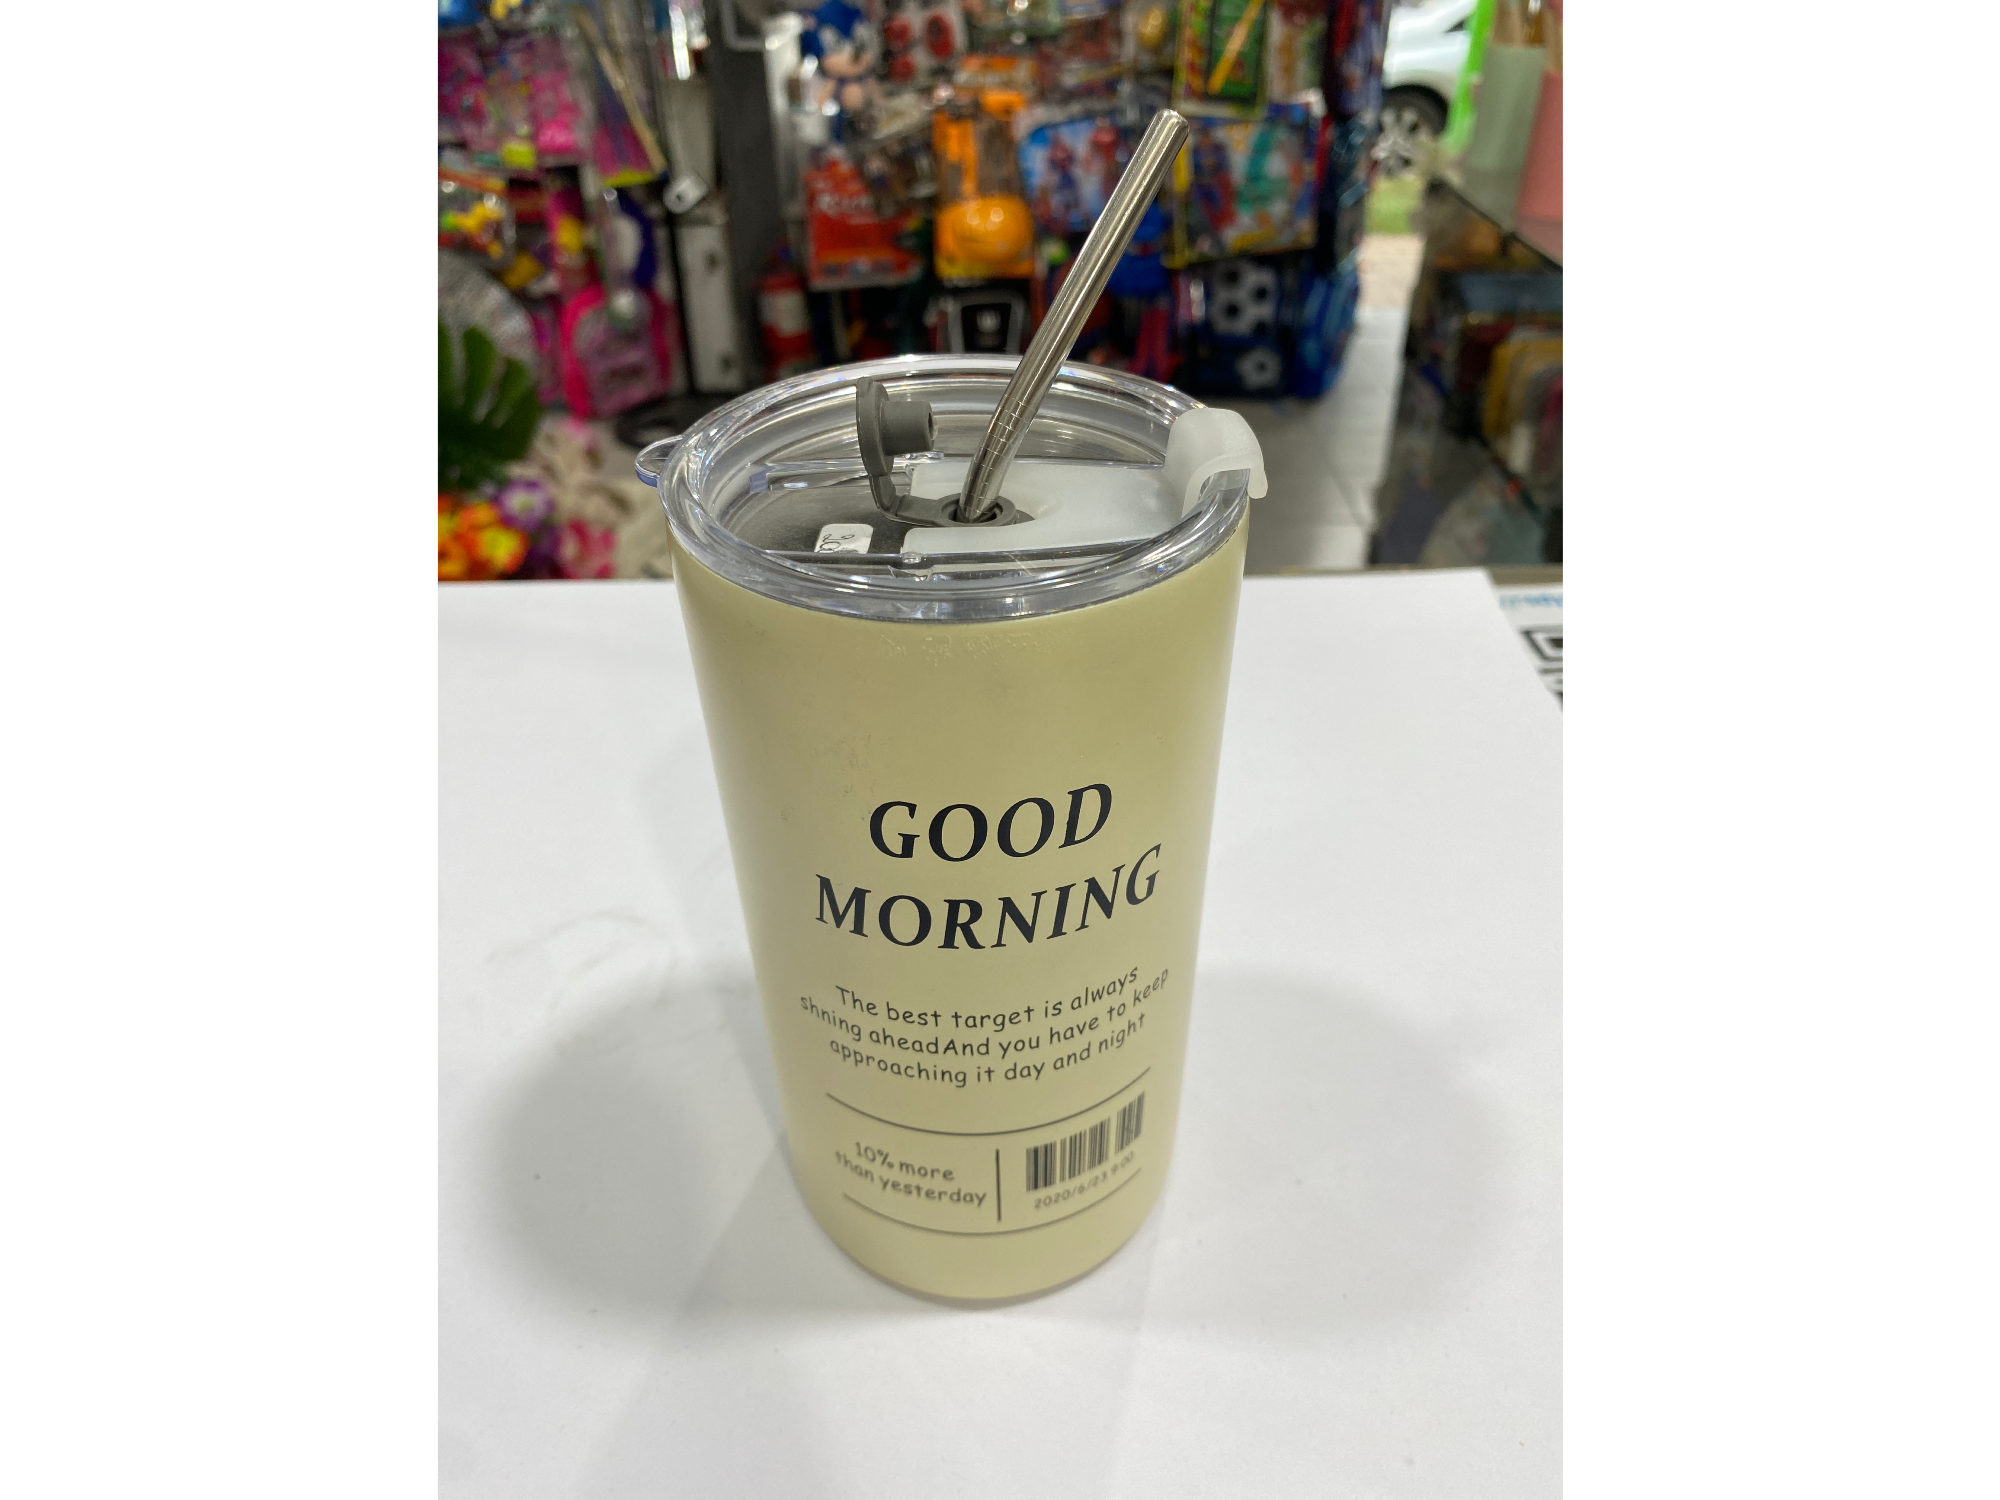 GOOD
MORNING
The best target is always
shning aheadAnd you have to keep
approaching it day and night
10% more
than yesterday
2020/6/23 9:00